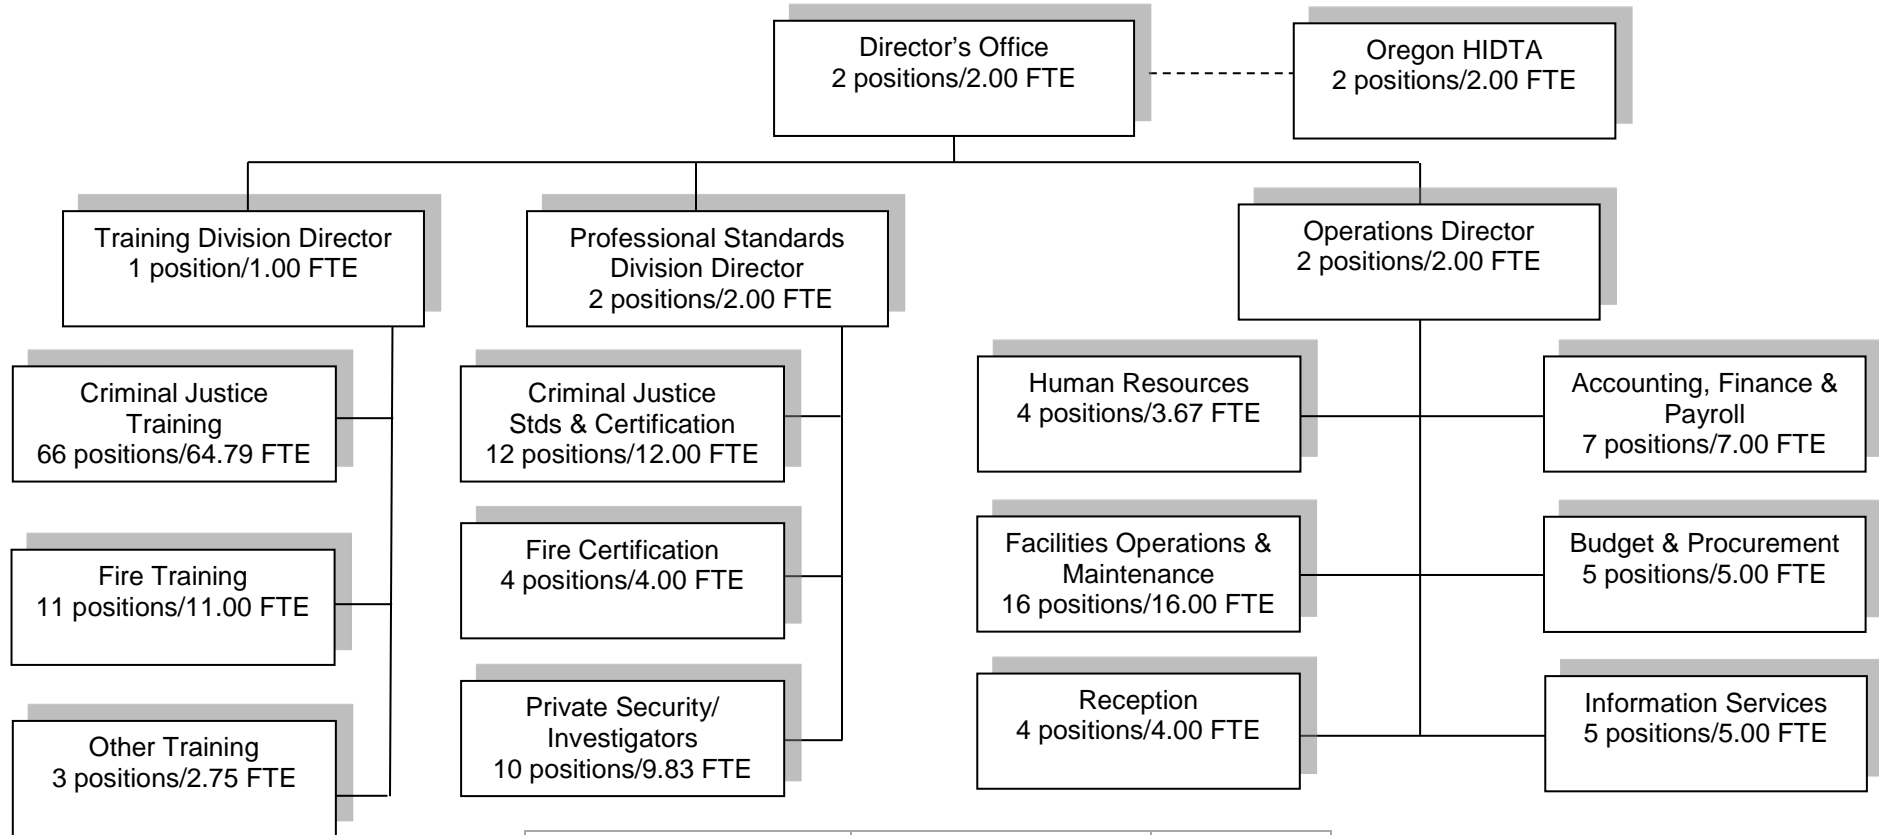 Director’s Office
2 positions/2.00 FTE
Oregon HIDTA
2 positions/2.00 FTE
Training Division Director
1 position/1.00 FTE
Professional Standards
Division Director
2 positions/2.00 FTE
Operations Director
2 positions/2.00 FTE
Criminal Justice
Training
66 positions/64.79 FTE
Fire Training
11 positions/11.00 FTE
Other Training
3 positions/2.75 FTE
Criminal Justice
Stds & Certification
12 positions/12.00 FTE
Fire Certification
4 positions/4.00 FTE
Private Security/
Investigators
10 positions/9.83 FTE
Human Resources
4 positions/3.67 FTE
Facilities Operations &
Maintenance
16 positions/16.00 FTE
Reception
4 positions/4.00 FTE
Accounting, Finance &
Payroll
7 positions/7.00 FTE
Budget & Procurement
5 positions/5.00 FTE
Information Services
5 positions/5.00 FTE